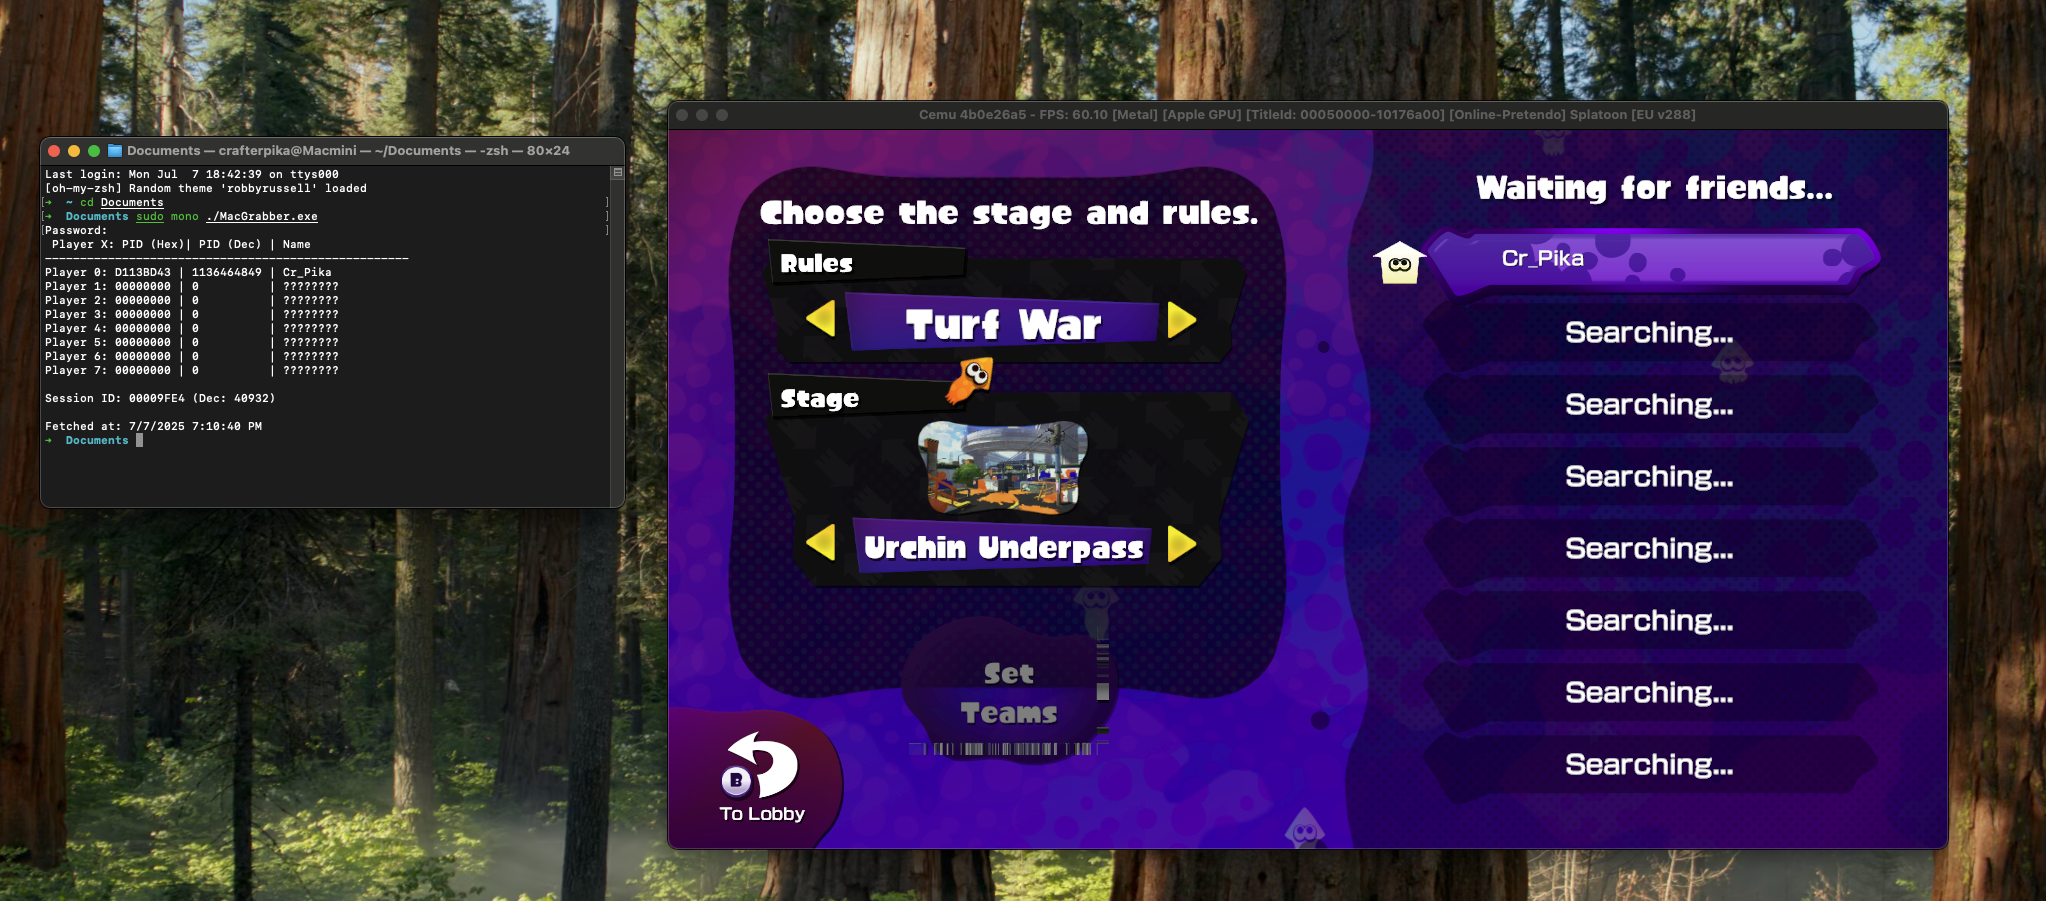 Documents — crafterpika@Macmini — ~/Documents — -zsh — 80×24
Last login: Mon Jul  7 18:42:39 on ttys000
[oh-my-zsh] Random theme 'robbyrussell' loaded
[➜  ~ cd Documents ]
[➜  Documents sudo mono ./MacGrabber.exe ]
[Password: ]
Player X: PID (Hex)| PID (Dec) | Name
----------------------------------------------------
Player 0: D113BD43 | 1136464849 | Cr_Pika
Player 1: 00000000 | 0          | ????????
Player 2: 00000000 | 0          | ????????
Player 3: 00000000 | 0          | ????????
Player 4: 00000000 | 0          | ????????
Player 5: 00000000 | 0          | ????????
Player 6: 00000000 | 0          | ????????
Player 7: 00000000 | 0          | ????????
Session ID: 00009FE4 (Dec: 40932)
Fetched at: 7/7/2025 7:10:40 PM
➜  Documents
Cemu 4b0e26a5 - FPS: 60.10 [Metal] [Apple GPU] [TitleId: 00050000-10176a00] [Online-Pretendo] Splatoon [EU v288]
Choose the stage and rules.
Rules
Turf War
Stage
Urchin Underpass
Set
Teams
B
To Lobby
Waiting for friends...
Cr_Pika
Searching...
Searching...
Searching...
Searching...
Searching...
Searching...
Searching...